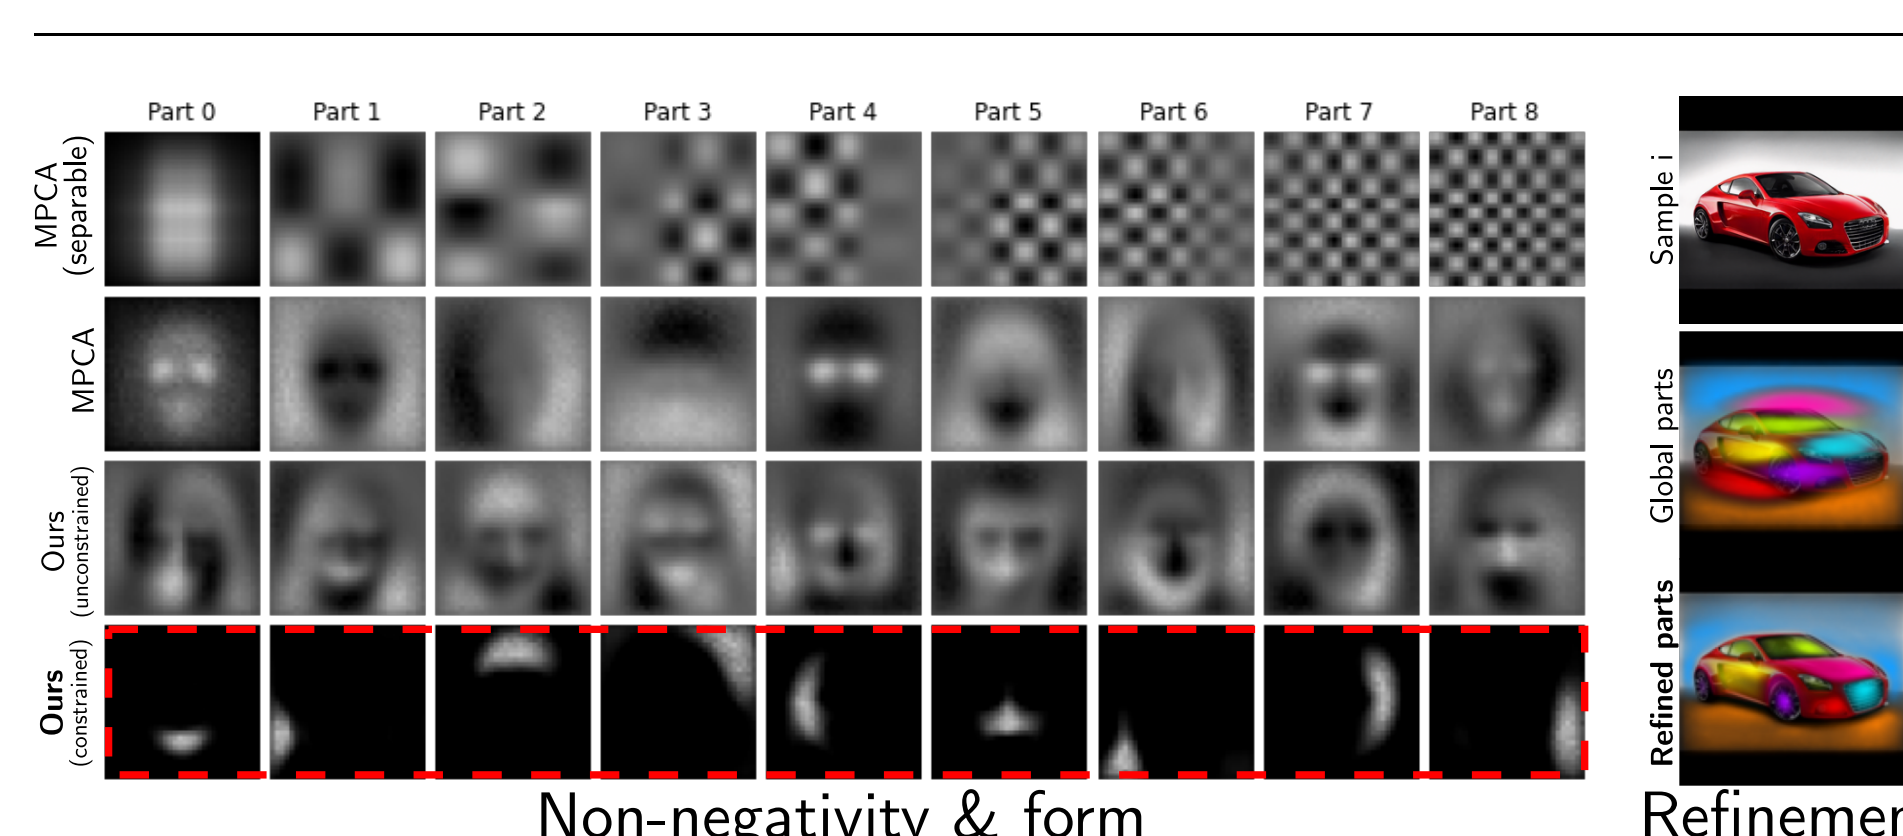 Part 0 Part 1 Part 2 Part 3 Part 4 Part 5 Part 6 Part 7 Part 8
MPCA
(separable)
MPCA
Ours
(unconstrained)
Ours
(constrained)
Non-negativity & form
Sample i
Global parts
Refined parts